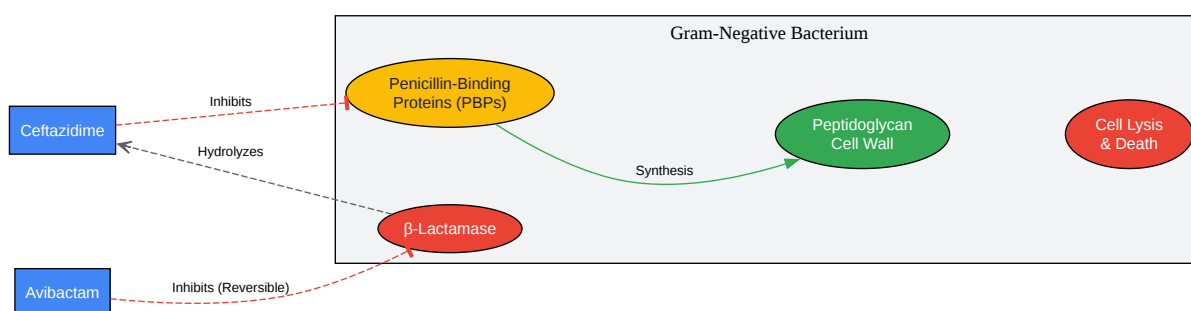 Gram-Negative Bacterium
Penicillin-Binding
Proteins (PBPs)
Inhibits
Ceftazidime
Peptidoglycan
Cell Wall
Cell Lysis
& Death
Hydrolyzes
Synthesis
β-Lactamase
Inhibits (Reversible)
Avibactam